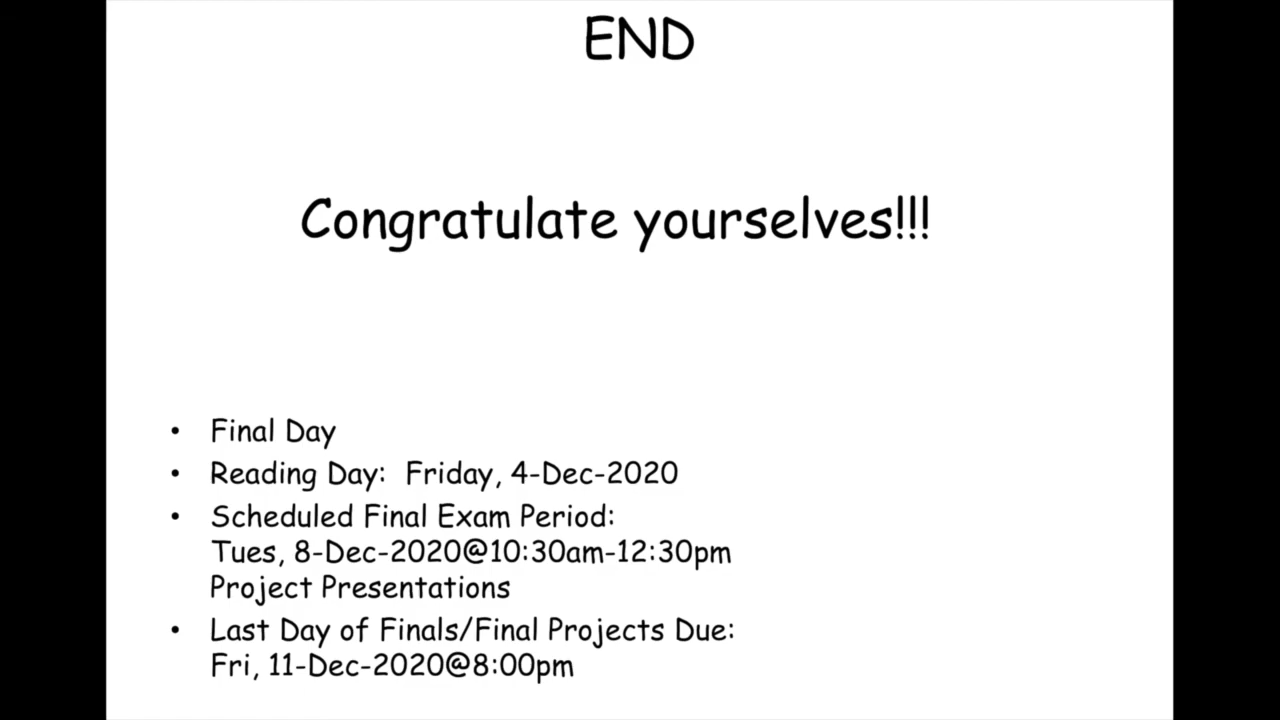 END
Congratulate yourselves!!!
• Final Day
• Reading Day: Friday, 4-Dec-2020
• Scheduled Final Exam Period:
Tues, 8-Dec-2020@10:30am-12:30pm
Project Presentations
• Last Day of Finals/Final Projects Due:
Fri, 11-Dec-2020@8:00pm